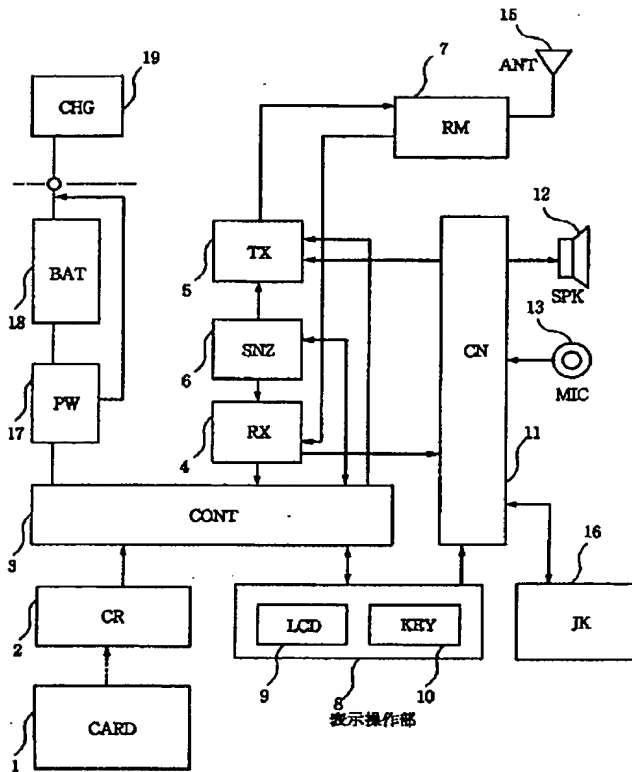 15
19
7
ANT
CHG
RM
12
TX
BAT
5
SPK
18
13
SNZ
CN
6
PW
MIC
17
RX
4
11
CONT
3
16
CR
LCD
KEY
JK
2
9
8
10
表示操作部
CARD
1